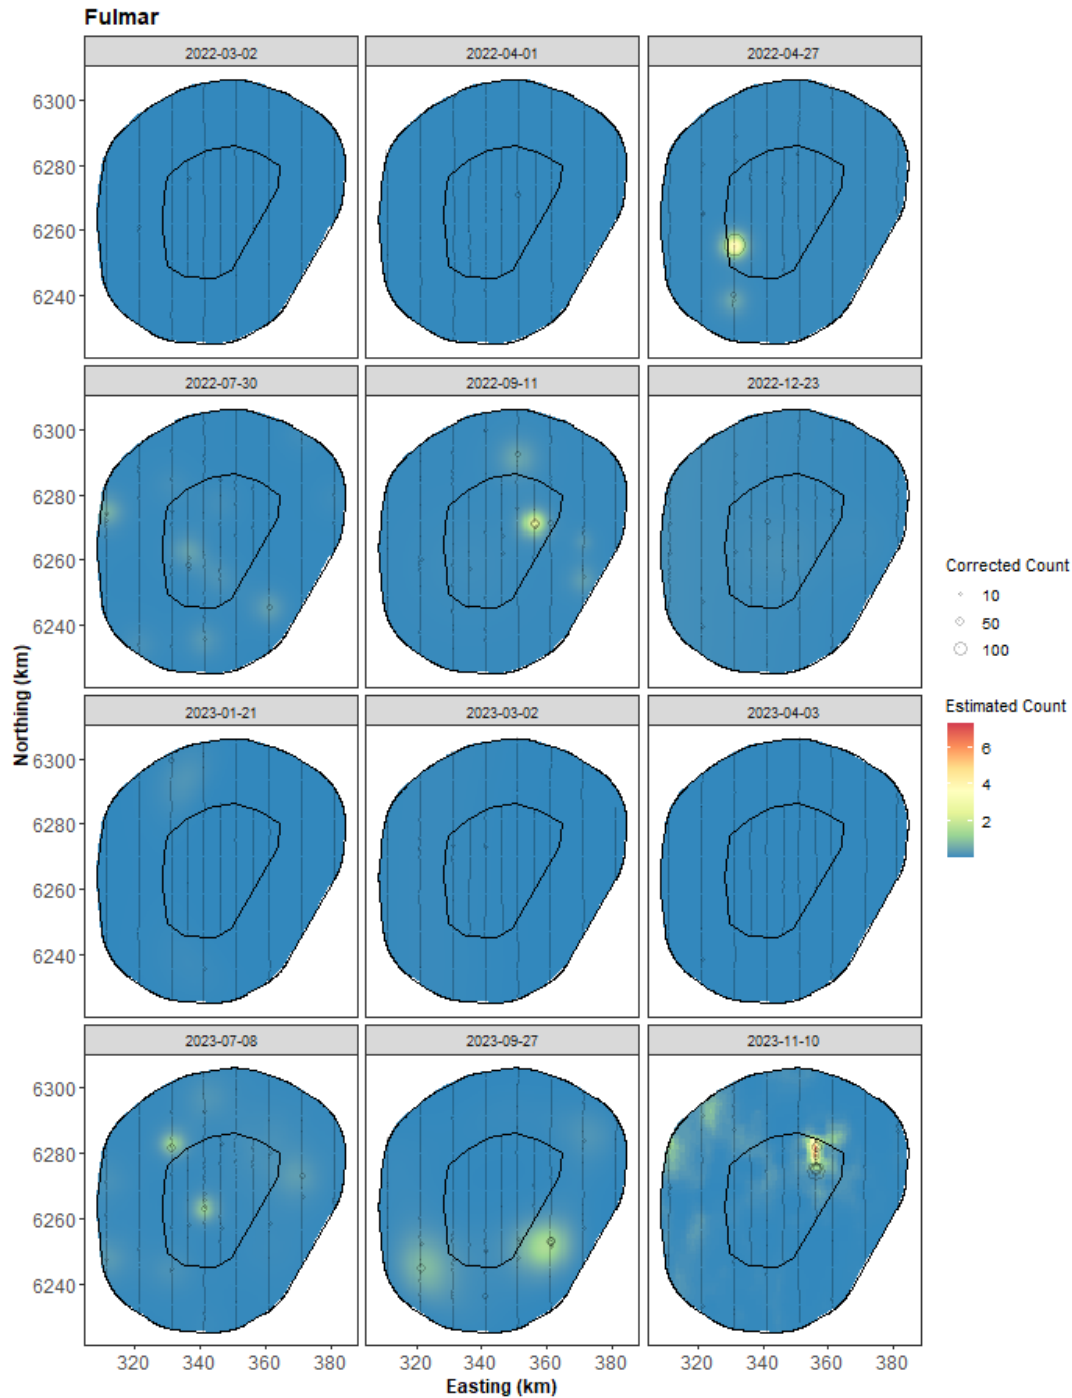 Fulmar
2022-03-02 2022-04-01 2022-04-27
6300
6280
6260
6240
2022-07-30 2022-09-11 2022-12-23
6300
6280
6260
6240
2023-01-21 2023-03-02 2023-04-03
6300
6280
6260
6240
2023-07-08 2023-09-27 2023-11-10
6300
6280
6260
6240
320 340 360 380 320 340 360 380 320 340 360 380
Easting (km)
Northing (km)
Corrected Count
10
50
100
Estimated Count
6
4
2